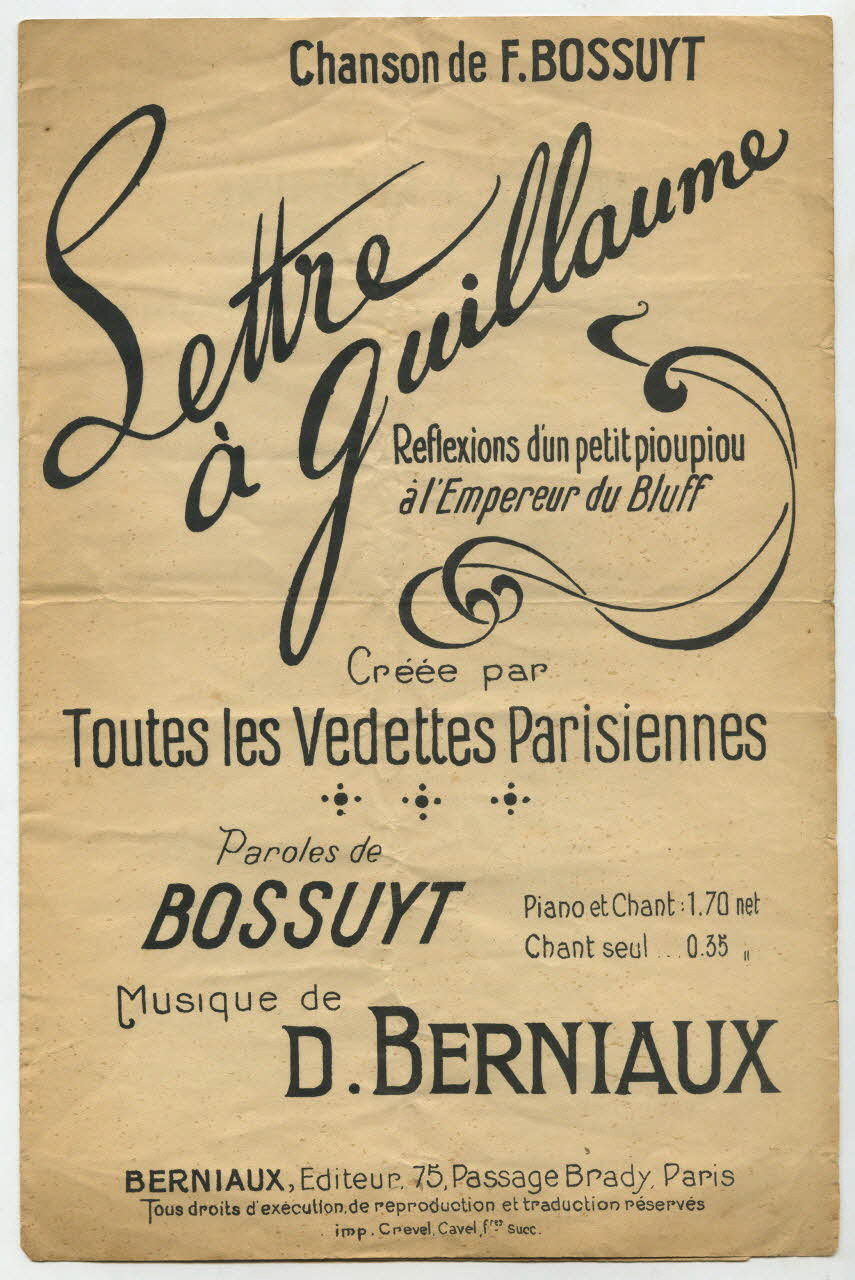 Chanson de F. BOSSUYT
Lettre
à Guillaume
Reflexions d'un petit pioupiou
à l'Empereur du Bluff
Créée par
Toutes les Vedettes Parisiennes
Paroles de
BOSSUYT
Piano et Chant : 1.70 net
Chant seul ... 0.35 〃
Musique de
D. BERNIAUX
BERNIAUX, Editeur, 75, Passage Brady, Paris
Tous droits d'exécution, de reproduction et traduction réservés
imp. Crevel, Cavel, fres succ.